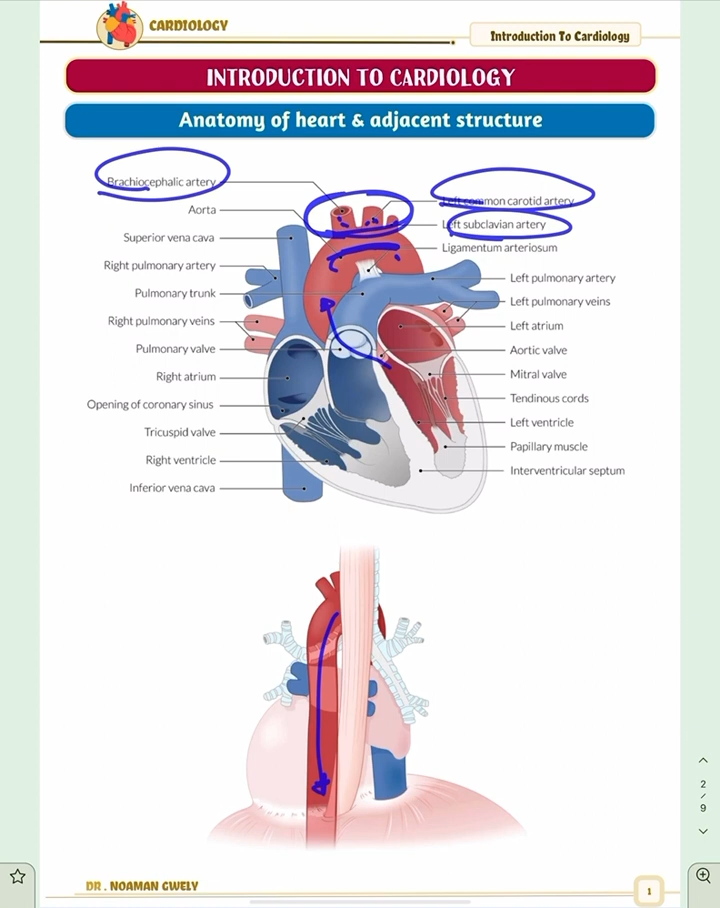 CARDIOLOGY
Introduction To Cardiology
INTRODUCTION TO CARDIOLOGY
Anatomy of heart & adjacent structure
Brachiocephalic artery
Aorta
Superior vena cava
Right pulmonary artery
Pulmonary trunk
Right pulmonary veins
Pulmonary valve
Right atrium
Opening of coronary sinus
Tricuspid valve
Right ventricle
Inferior vena cava
Left common carotid artery
Left subclavian artery
Ligamentum arteriosum
Left pulmonary artery
Left pulmonary veins
Left atrium
Aortic valve
Mitral valve
Tendinous cords
Left ventricle
Papillary muscle
Interventricular septum
2
/
9
DR. NOAMAN GWELY
1